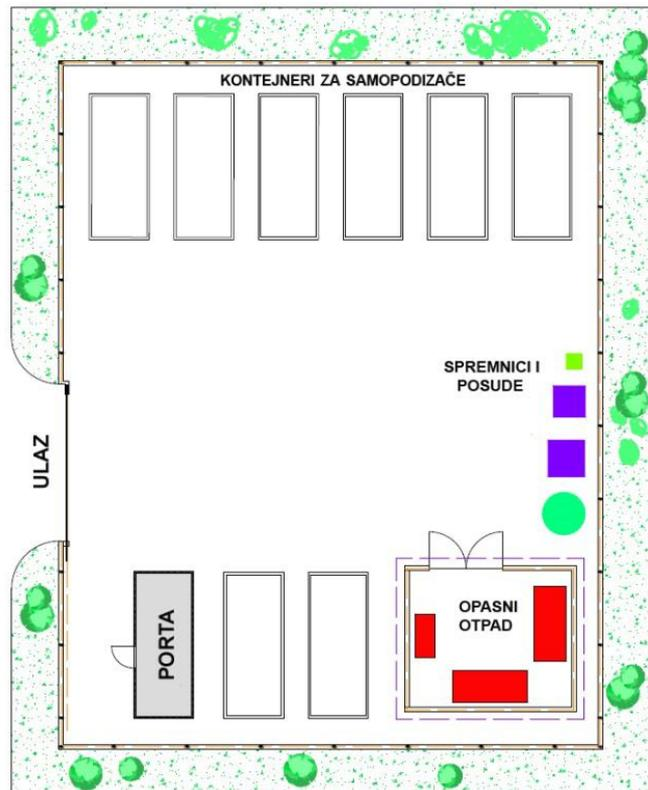 KONTEJNERI ZA SAMOPODIZAČE
SPREMNICI I
POSUDE
ULAZ
PORTA
OPASNI
OTPAD